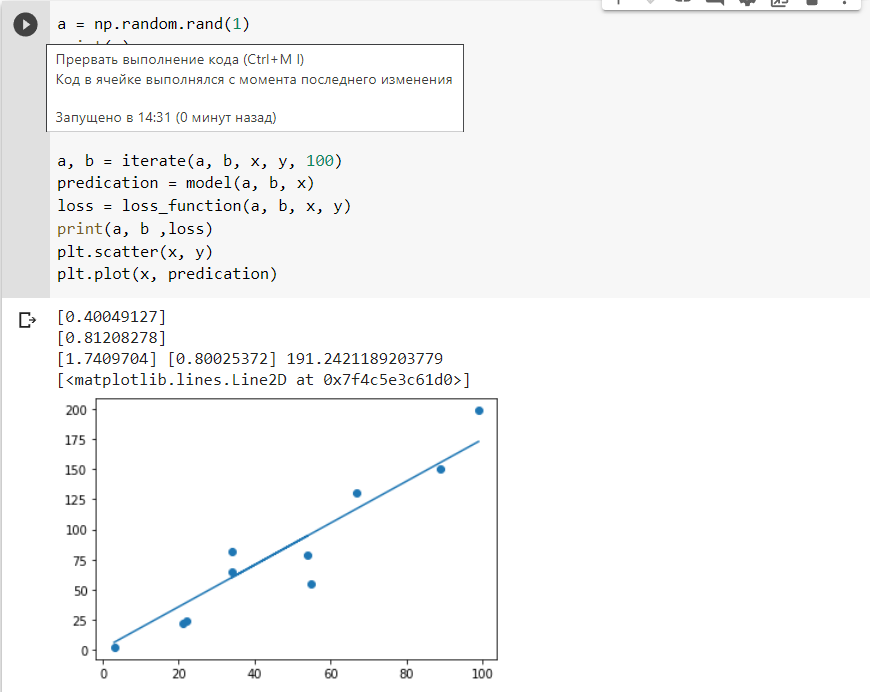 a = np.random.rand(1)
Прервать выполнение кода (Ctrl+M I)
Код в ячейке выполнялся с момента последнего изменения
Запущено в 14:31 (0 минут назад)
a, b = iterate(a, b, x, y, 100)
predication = model(a, b, x)
loss = loss_function(a, b, x, y)
print(a, b ,loss)
plt.scatter(x, y)
plt.plot(x, predication)
[0.40049127]
[0.81208278]
[1.7409704] [0.80025372] 191.2421189203779
[<matplotlib.lines.Line2D at 0x7f4c5e3c61d0>]
200
175
150
125
100
75
50
25
0
0 20 40 60 80 100